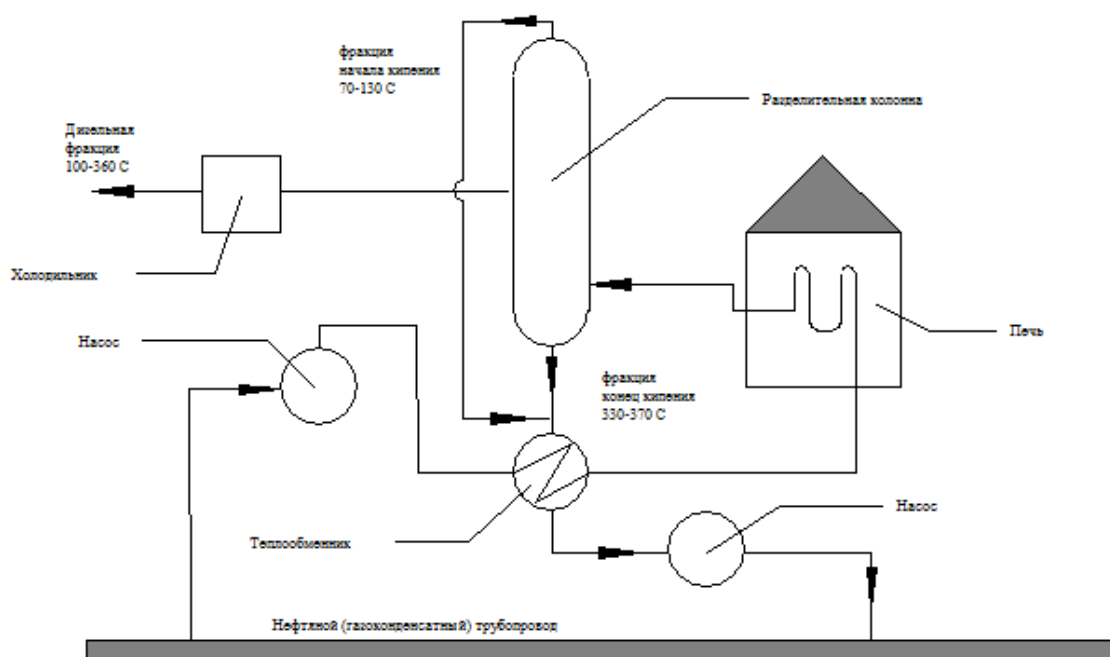 фракция
начала кипения
70-130 С
Разделительная колонна
Дизельная
фракция
100-360 С
Холодильник
Печь
Насос
фракция
конец кипения
330-370 С
Насос
Теплообменник
Нефтяной (газоконденсатный) трубопровод